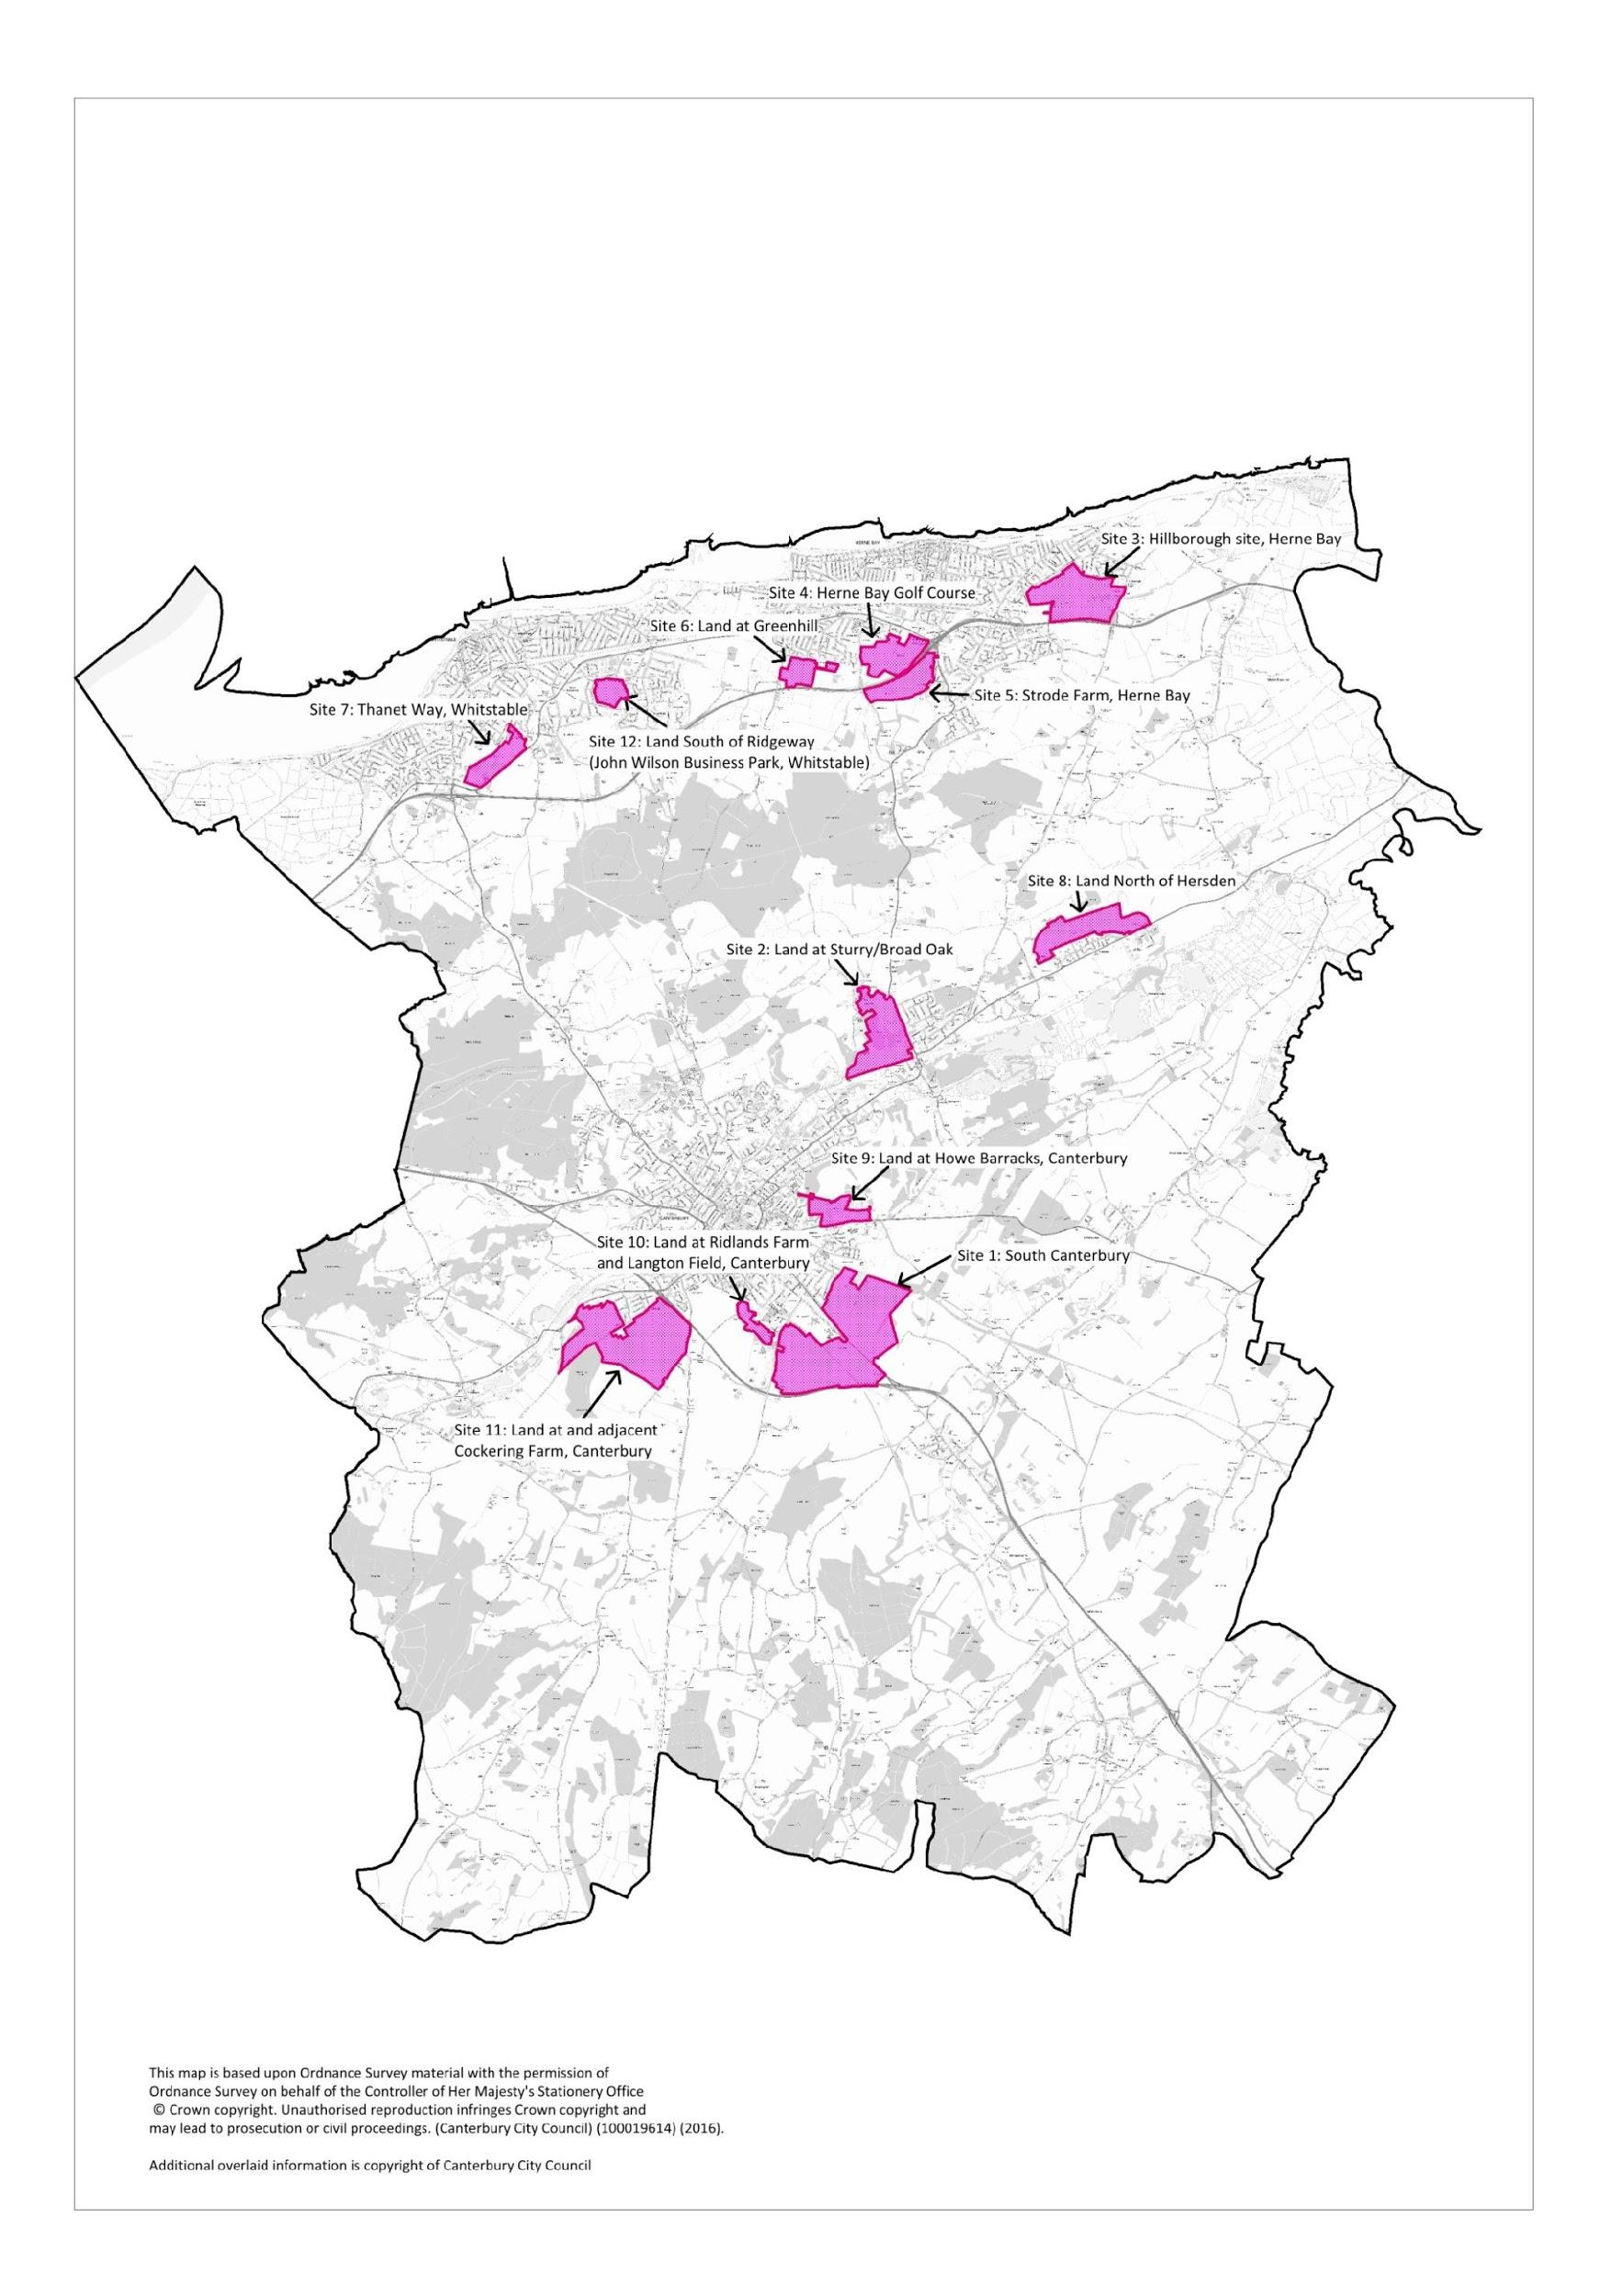 HERNE BAY
Site 3: Hillborough site, Herne Bay
Site 4: Herne Bay Golf Course
Site 6: Land at Greenhill
Site 5: Strode Farm, Herne Bay
Site 7: Thanet Way, Whitstable
Site 12: Land South of Ridgeway
(John Wilson Business Park, Whitstable)
Site 8: Land North of Hersden
Site 2: Land at Sturry/Broad Oak
Site 9: Land at Howe Barracks, Canterbury
CANTERBURY
Site 10: Land at Ridlands Farm
and Langton Field, Canterbury
Site 1: South Canterbury
Site 11: Land at and adjacent
Cockering Farm, Canterbury
This map is based upon Ordnance Survey material with the permission of
Ordnance Survey on behalf of the Controller of Her Majesty's Stationery Office
© Crown copyright. Unauthorised reproduction infringes Crown copyright and
may lead to prosecution or civil proceedings. (Canterbury City Council) (100019614) (2016).
Additional overlaid information is copyright of Canterbury City Council